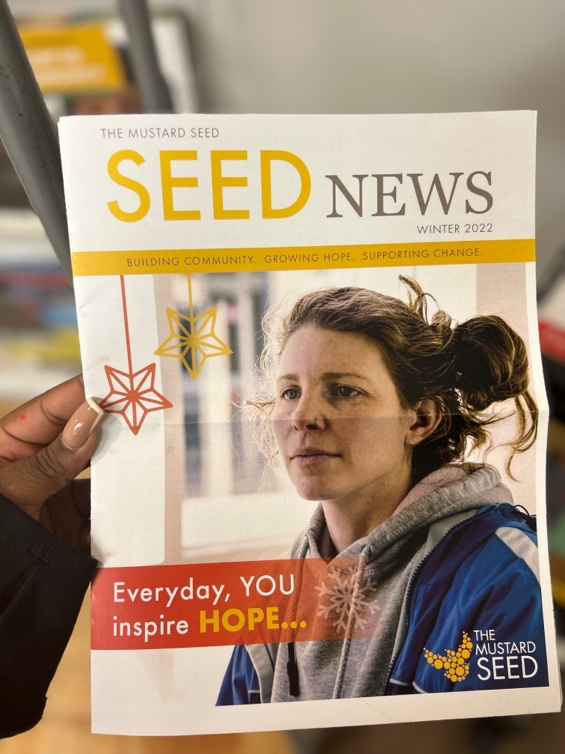 THE MUSTARD SEED
SEED NEWS
WINTER 2022
BUILDING COMMUNITY. GROWING HOPE. SUPPORTING CHANGE.
Everyday, YOU
inspire HOPE...
THE
MUSTARD
SEED